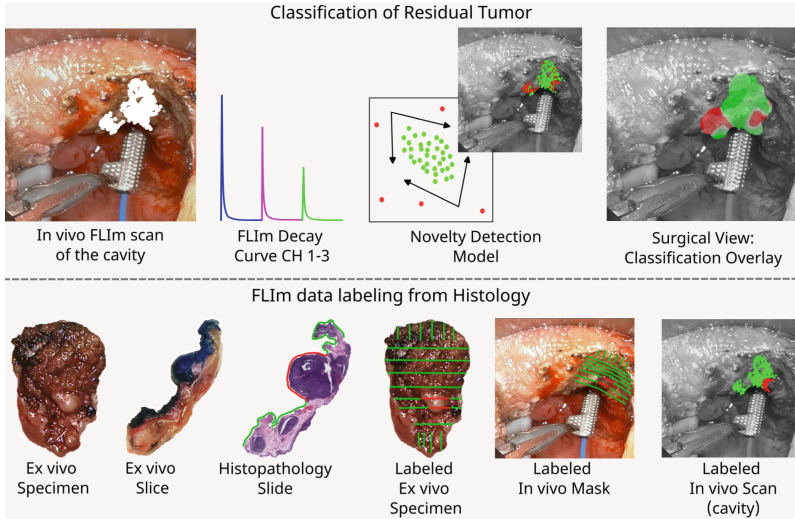 Classification of Residual Tumor
In vivo FLIm scan
of the cavity
FLIm Decay
Curve CH 1-3
Novelty Detection
Model
Surgical View:
Classification Overlay
FLIm data labeling from Histology
Ex vivo
Specimen
Ex vivo
Slice
Histopathology
Slide
Labeled
Ex vivo
Specimen
Labeled
In vivo Mask
Labeled
In vivo Scan
(cavity)